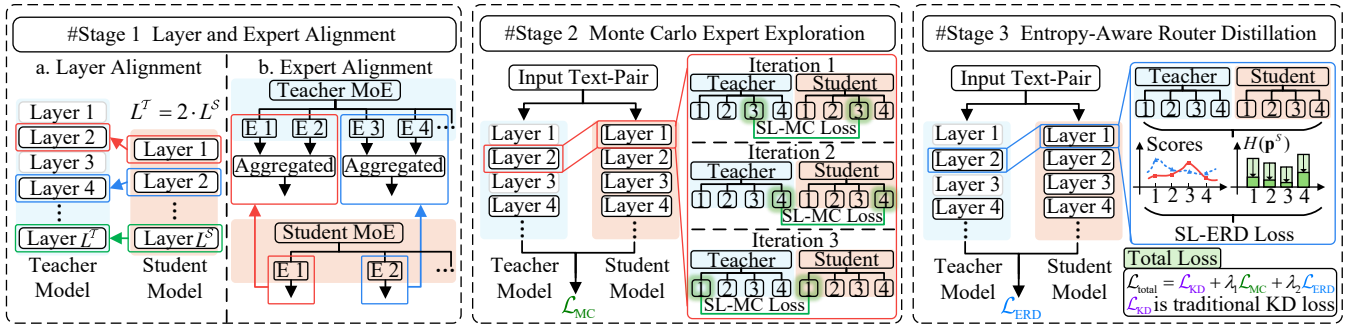 #Stage 1 Layer and Expert Alignment
a. Layer Alignment
Layer 1
Layer 2
Layer 3
Layer 4
⋮
Layer L^𝒯
L^𝒯 = 2 · L^𝒮
Layer 1
Layer 2
⋮
Layer L^𝒮
Teacher Model
Student Model
b. Expert Alignment
Teacher MoE
E 1 E 2 E 3 E 4 ...
Aggregated Aggregated
Student MoE
E 1 E 2 ...
#Stage 2 Monte Carlo Expert Exploration
Input Text-Pair
Layer 1
Layer 2
Layer 3
Layer 4
⋮
Layer 1
Layer 2
Layer 3
Layer 4
⋮
Teacher Model
Student Model
ℒ_MC
Iteration 1
Teacher Student
1 2 3 4 1 2 3 4
SL-MC Loss
Iteration 2
Teacher Student
1 2 3 4 1 2 3 4
SL-MC Loss
Iteration 3
Teacher Student
1 2 3 4 1 2 3 4
SL-MC Loss
#Stage 3 Entropy-Aware Router Distillation
Input Text-Pair
Layer 1
Layer 2
Layer 3
Layer 4
⋮
Layer 1
Layer 2
Layer 3
Layer 4
⋮
Teacher Model
Student Model
ℒ_ERD
Teacher Student
1 2 3 4 1 2 3 4
Scores
1 2 3 4
H(𝐩^𝒮)
1 2 3 4
SL-ERD Loss
Total Loss
ℒ_total = ℒ_KD + λ_1 ℒ_MC + λ_2 ℒ_ERD
ℒ_KD is traditional KD loss